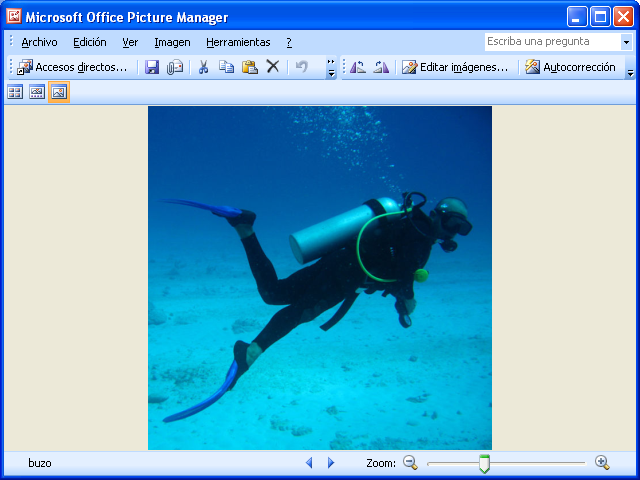 Microsoft Office Picture Manager
Archivo Edición Ver Imagen Herramientas ? Escriba una pregunta
Accesos directos... Editar imágenes... Autocorrección
buzo Zoom: